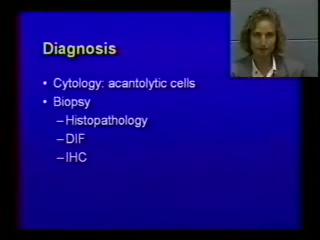 Diagnosis
• Cytology: acantolytic cells
• Biopsy
–Histopathology
–DIF
–IHC